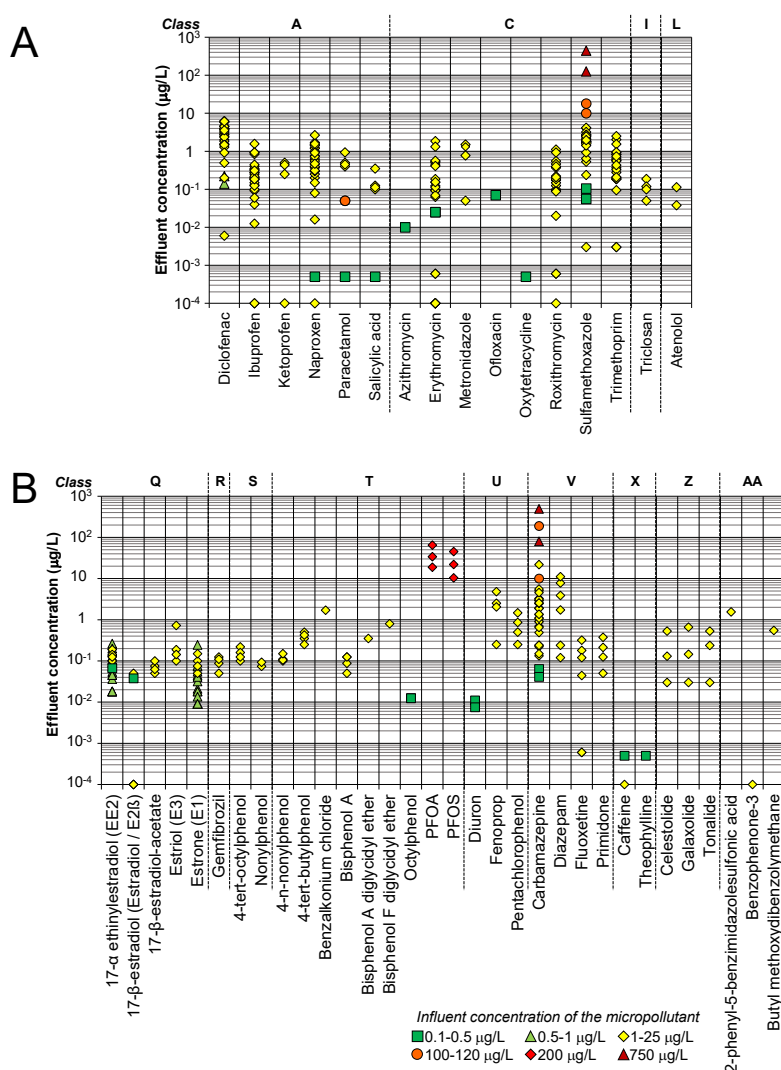 A
Class A C I L
Effluent concentration (µg/L)
10³
10²
10
1
10⁻¹
10⁻²
10⁻³
10⁻⁴
Diclofenac
Ibuprofen
Ketoprofen
Naproxen
Paracetamol
Salicylic acid
Azithromycin
Erythromycin
Metronidazole
Ofloxacin
Oxytetracycline
Roxithromycin
Sulfamethoxazole
Trimethoprim
Triclosan
Atenolol
B
Class Q R S T U V X Z AA
Effluent concentration (µg/L)
10³
10²
10
1
10⁻¹
10⁻²
10⁻³
10⁻⁴
17-α ethinylestradiol (EE2)
17-β-estradiol (Estradiol / E2ß)
17-β-estradiol-acetate
Estriol (E3)
Estrone (E1)
Gemfibrozil
4-tert-octylphenol
Nonylphenol
4-n-nonylphenol
4-tert-butylphenol
Benzalkonium chloride
Bisphenol A
Bisphenol A diglycidyl ether
Bisphenol F diglycidyl ether
Octylphenol
PFOA
PFOS
Diuron
Fenoprop
Pentachlorophenol
Carbamazepine
Diazepam
Fluoxetine
Primidone
Caffeine
Theophylline
Celestolide
Galaxolide
Tonalide
2-phenyl-5-benzimidazolesulfonic acid
Benzophenone-3
Butyl methoxydibenzolymethane
Influent concentration of the micropollutant
0.1-0.5 µg/L 0.5-1 µg/L 1-25 µg/L
100-120 µg/L 200 µg/L 750 µg/L